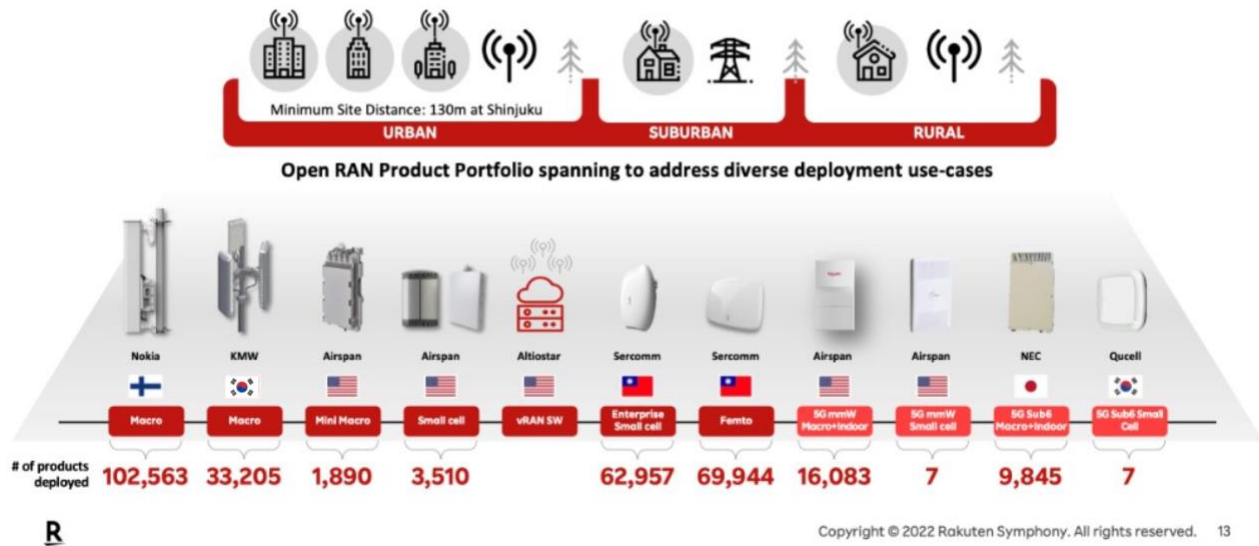 Minimum Site Distance: 130m at Shinjuku
URBAN
SUBURBAN
RURAL
Open RAN Product Portfolio spanning to address diverse deployment use-cases
Nokia
KMW
Airspan
Airspan
Altiostar
Sercomm
Sercomm
Airspan
Airspan
NEC
Qucell
Macro
Macro
Mini Macro
Small cell
vRAN SW
Enterprise
Small cell
Femto
5G mmW
Macro+Indoor
5G mmW
Small cell
5G Sub6
Macro+Indoor
5G Sub6 Small
Cell
# of products
deployed
102,563
33,205
1,890
3,510
62,957
69,944
16,083
7
9,845
7
R
Copyright © 2022 Rakuten Symphony. All rights reserved.
13